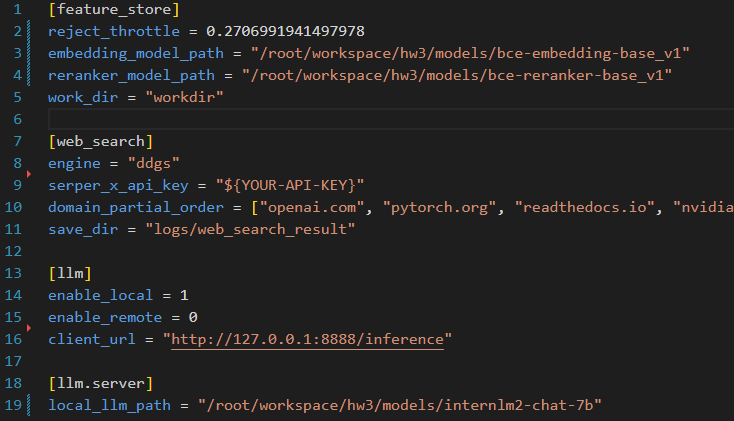 1 [feature_store]
2 reject_throttle = 0.2706991941497978
3 embedding_model_path = "/root/workspace/hw3/models/bce-embedding-base_v1"
4 reranker_model_path = "/root/workspace/hw3/models/bce-reranker-base_v1"
5 work_dir = "workdir"
6
7 [web_search]
8 engine = "ddgs"
9 serper_x_api_key = "${YOUR-API-KEY}"
10 domain_partial_order = ["openai.com", "pytorch.org", "readthedocs.io", "nvidia
11 save_dir = "logs/web_search_result"
12
13 [llm]
14 enable_local = 1
15 enable_remote = 0
16 client_url = "http://127.0.0.1:8888/inference"
17
18 [llm.server]
19 local_llm_path = "/root/workspace/hw3/models/internlm2-chat-7b"